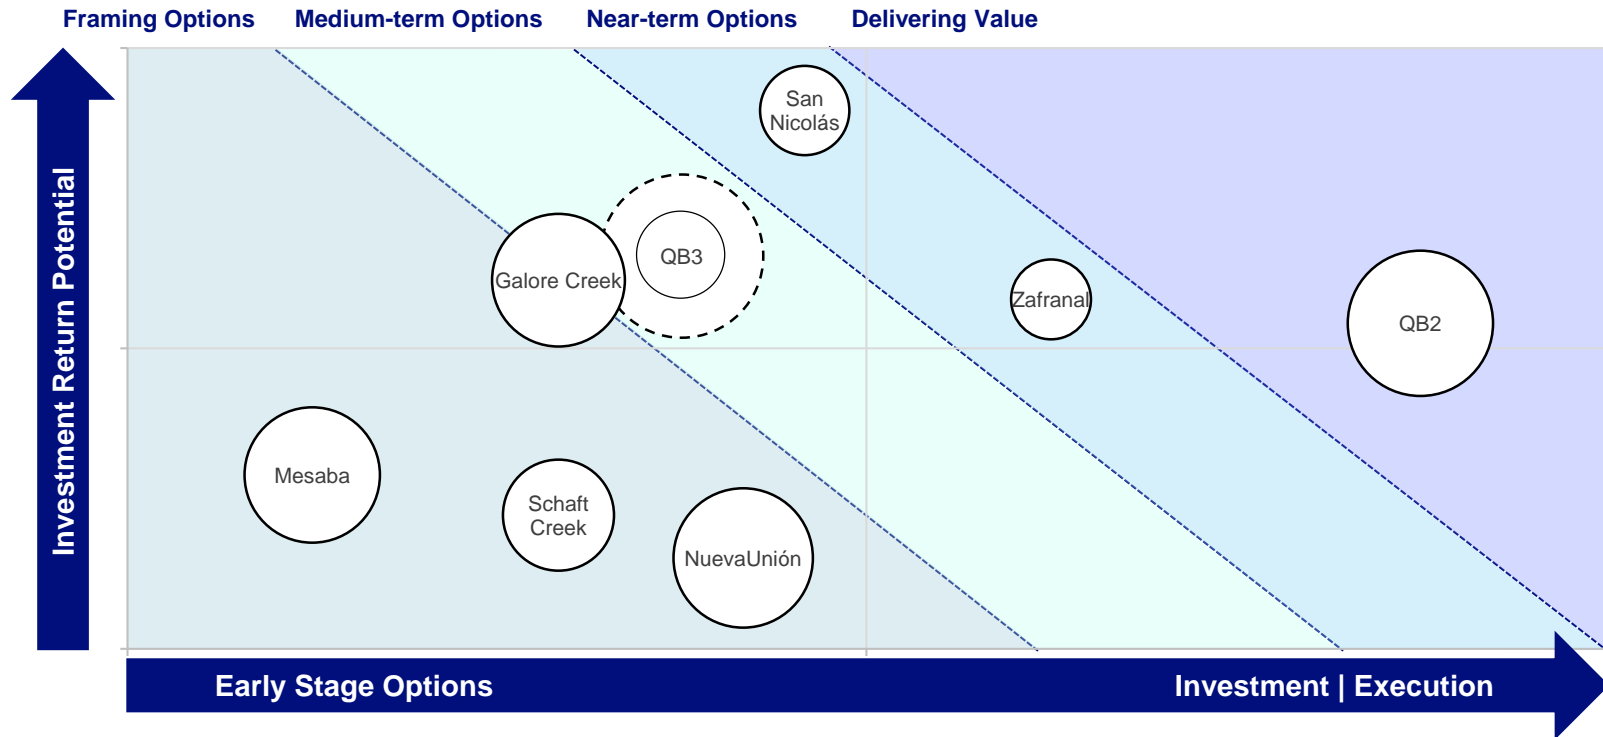 Framing Options
Medium-term Options
Near-term Options
Delivering Value
Investment Return Potential
San
Nicolás
QB3
Galore Creek
Zafranal
QB2
Mesaba
Schaft
Creek
NuevaUnión
Early Stage Options
Investment | Execution